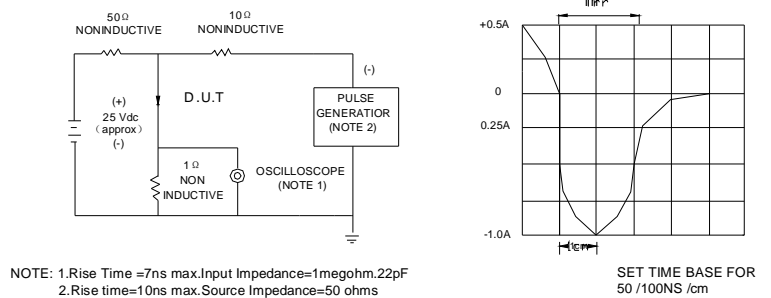 50Ω
NONINDUCTIVE
10Ω
NONINDUCTIVE
(+)
25 Vdc
(approx)
(-)
D.U.T
(-)
PULSE
GENERATIOR
(NOTE 2)
1Ω
NON
INDUCTIVE
OSCILLOSCOPE
(NOTE 1)
NOTE: 1.Rise Time =7ns max.Input Impedance=1megohm.22pF
2.Rise time=10ns max.Source Impedance=50 ohms
+0.5A
0
0.25A
-1.0A
1cm
SET TIME BASE FOR
50 /100NS /cm